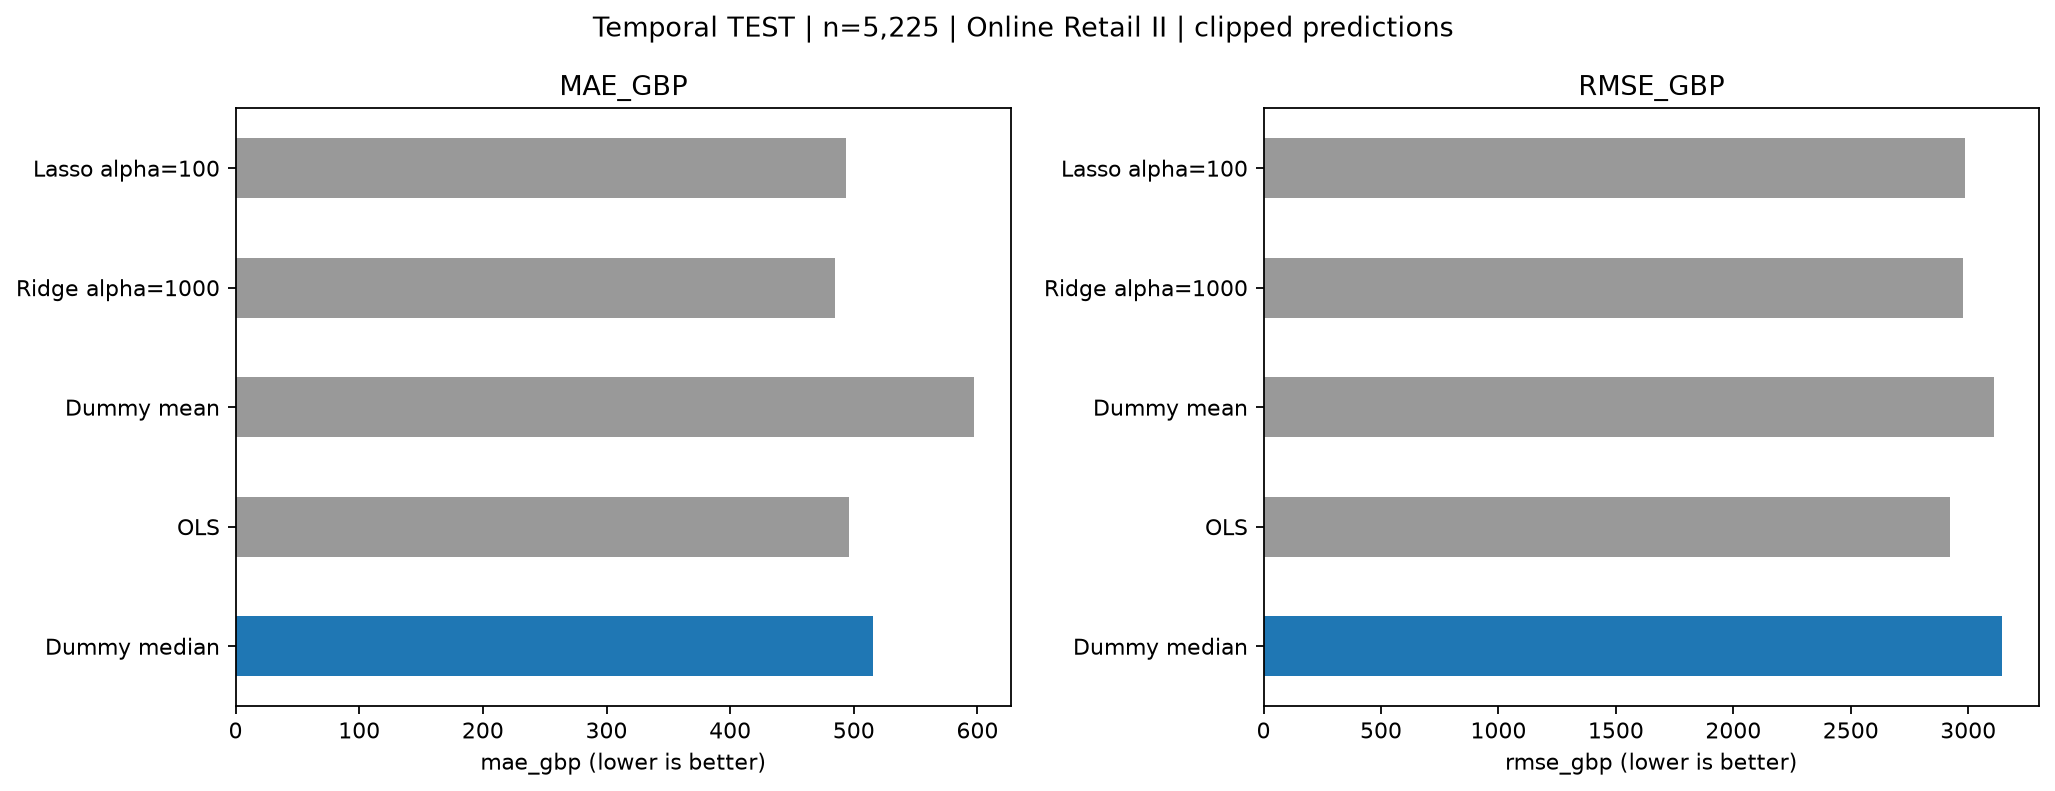 Temporal TEST | n=5,225 | Online Retail II | clipped predictions
MAE_GBP
Lasso alpha=100
Ridge alpha=1000
Dummy mean
OLS
Dummy median
0 100 200 300 400 500 600
mae_gbp (lower is better)
RMSE_GBP
Lasso alpha=100
Ridge alpha=1000
Dummy mean
OLS
Dummy median
0 500 1000 1500 2000 2500 3000
rmse_gbp (lower is better)